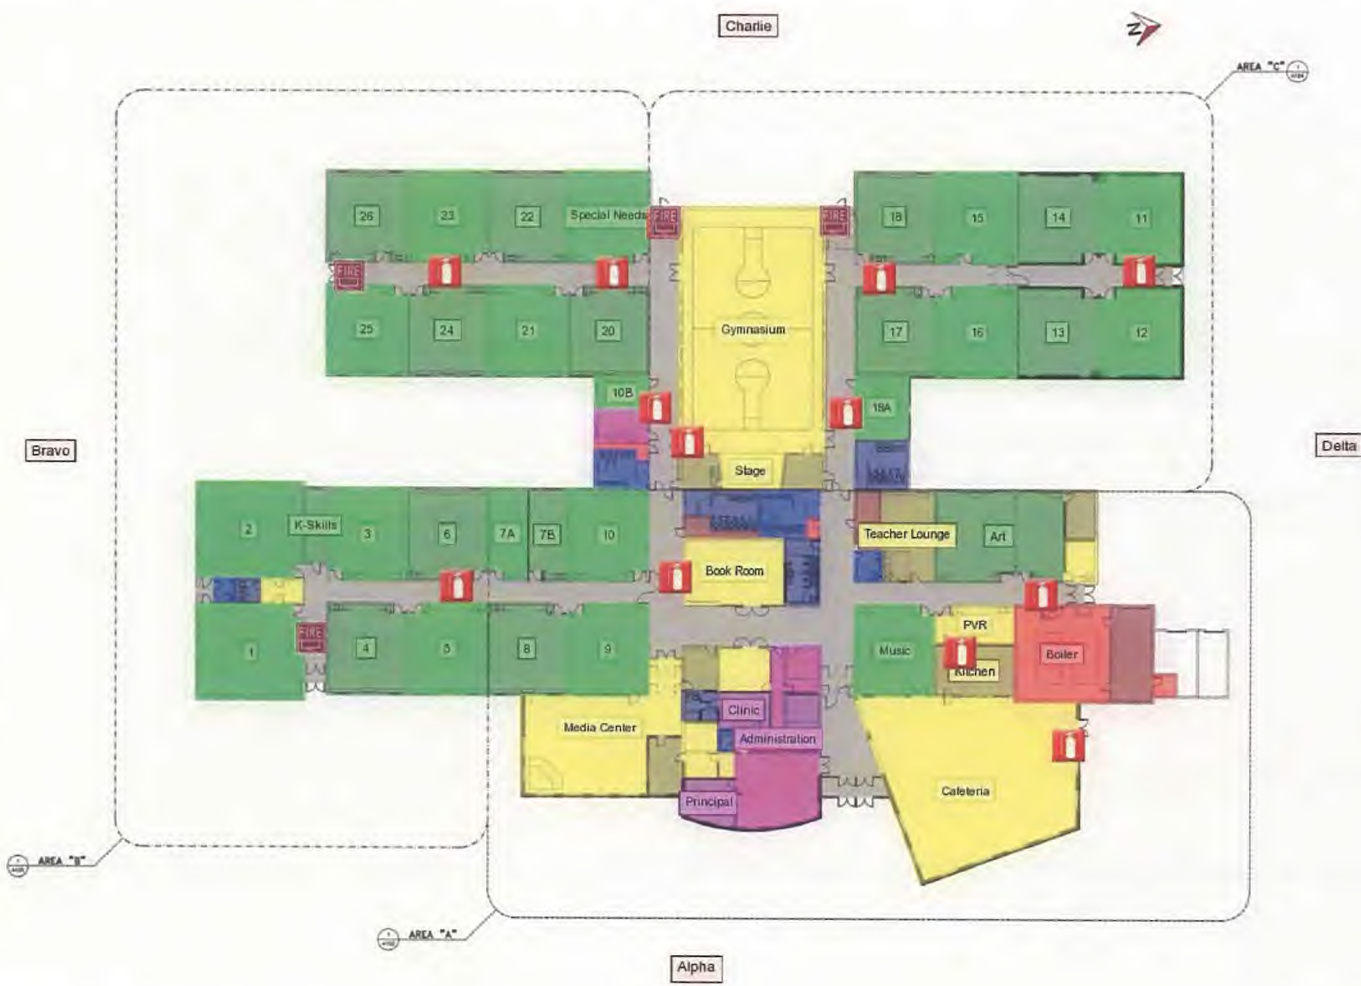 Charlie
N
AREA "C"
26
23
22
Special Needs
FIRE
FIRE
18
15
14
11
FIRE
25
24
21
20
Gymnasium
17
16
13
12
10B
18A
Bravo
Delta
Stage
2
K-Skills
3
6
7A
7B
10
Teacher Lounge
Art
Book Room
FIRE
1
4
5
8
9
Music
PVR
Kitchen
Boiler
Media Center
Clinic
Administration
Principal
Cafeteria
AREA "B"
AREA "A"
Alpha